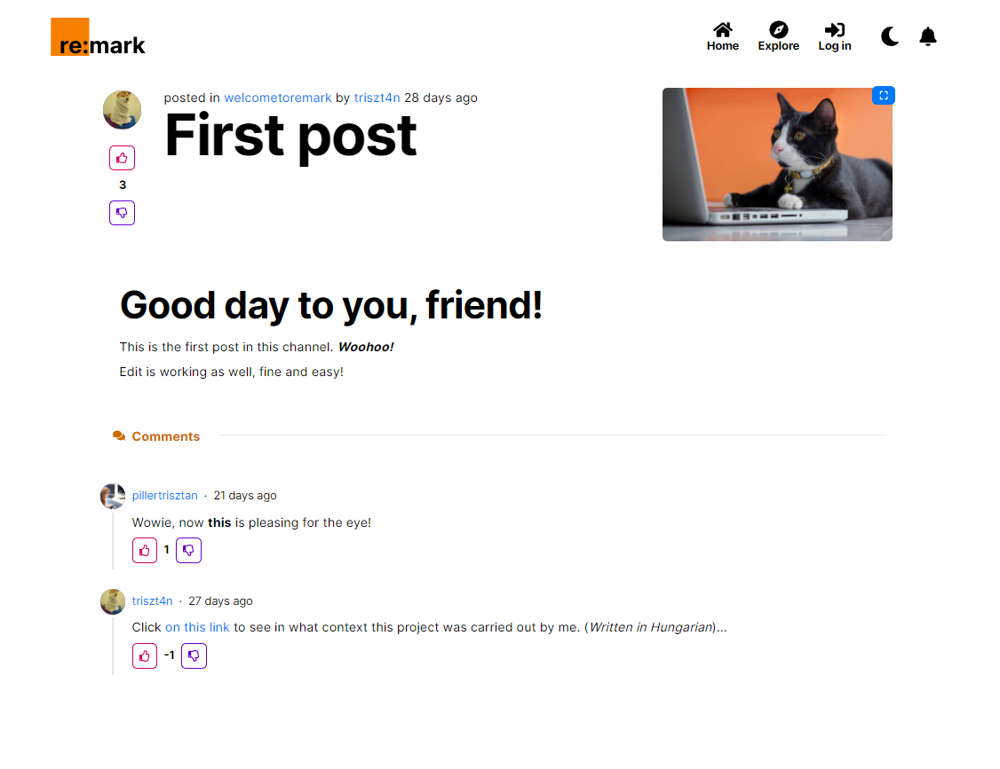 re:mark
Home Explore Log in
posted in welcometoremark by triszt4n 28 days ago
First post
3
Good day to you, friend!
This is the first post in this channel. Woohoo!
Edit is working as well, fine and easy!
Comments
pillertrisztan · 21 days ago
Wowie, now this is pleasing for the eye!
1
triszt4n · 27 days ago
Click on this link to see in what context this project was carried out by me. (Written in Hungarian)...
-1